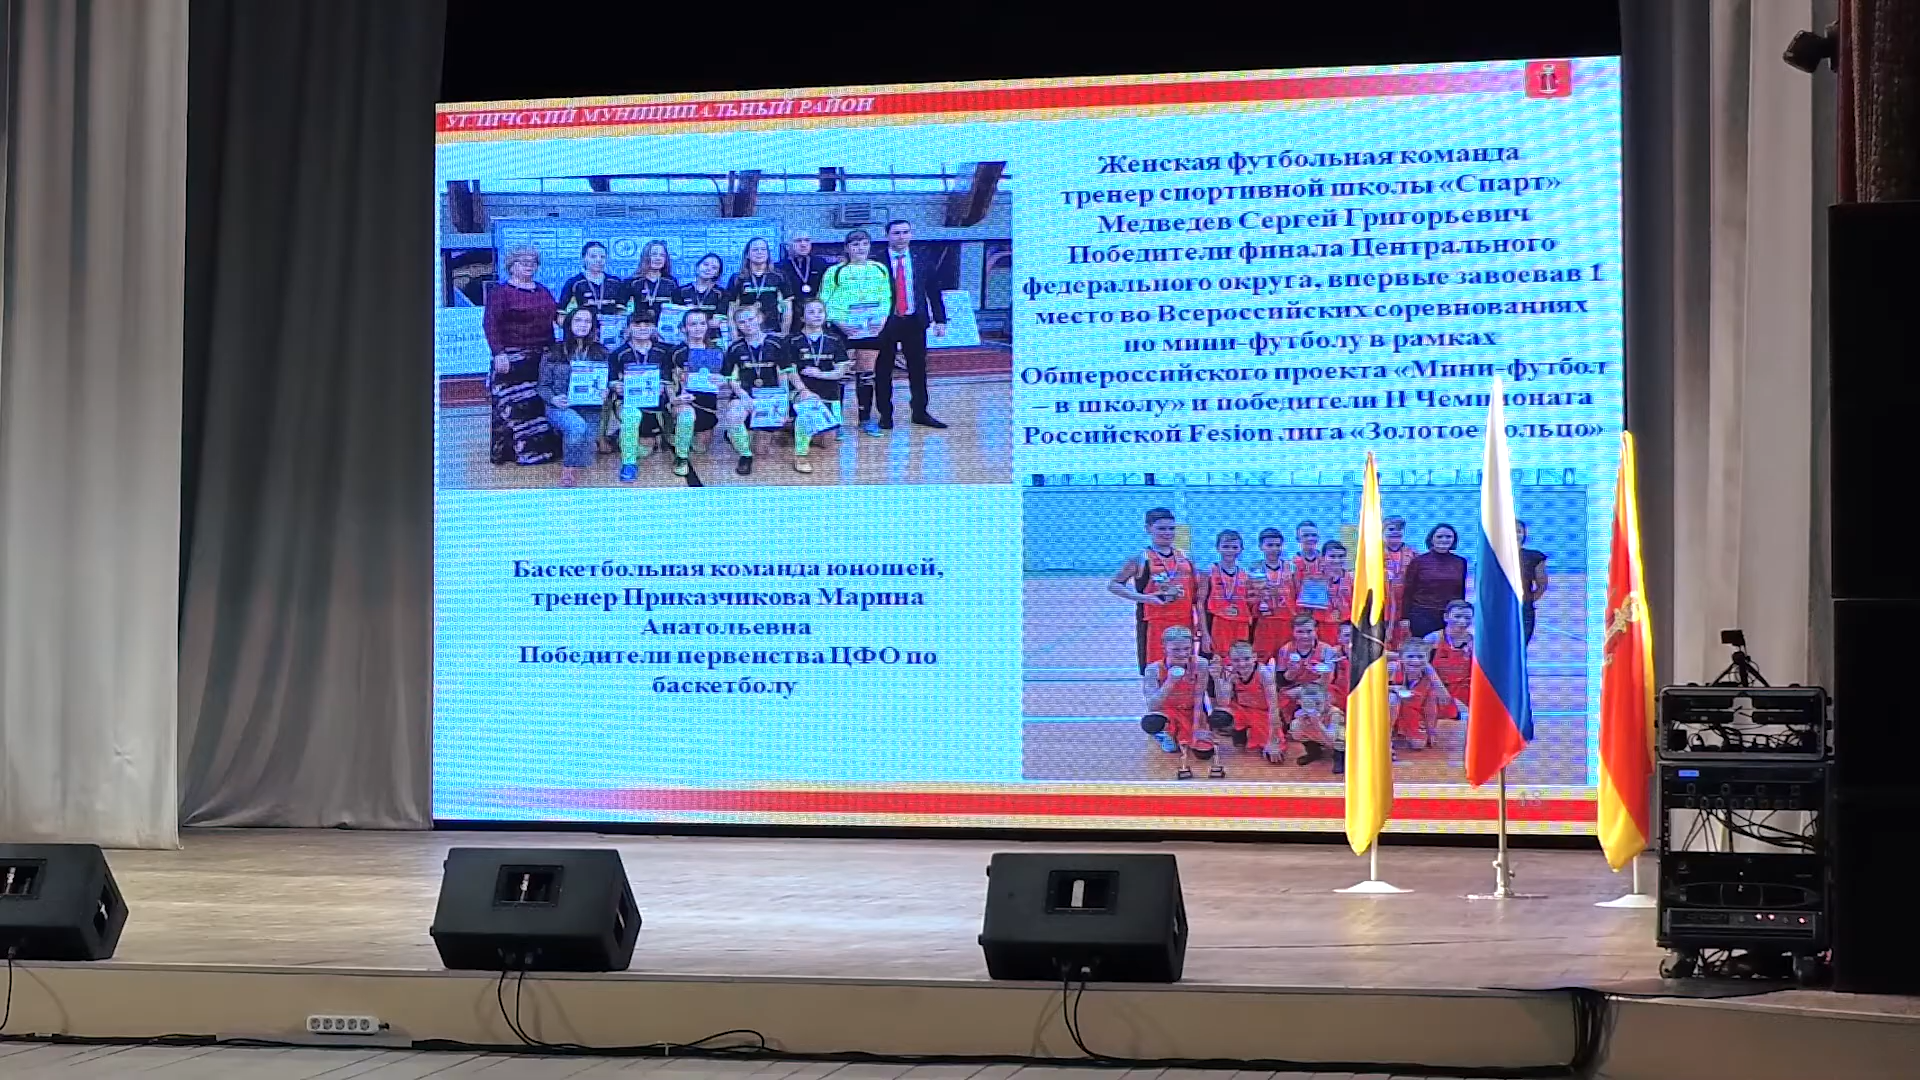 УГЛИЧСКИЙ МУНИЦИПАЛЬНЫЙ РАЙОН
Женская футбольная команда
тренер спортивной школы «Спарт»
Медведев Сергей Григорьевич
Победители финала Центрального
федерального округа, впервые завоевав 1
место во Всероссийских соревнованиях
по мини-футболу в рамках
Общероссийского проекта «Мини-футбол
– в школу» и победители II Чемпионата
Российской Fesion лига «Золотое кольцо»
Баскетбольная команда юношей,
тренер Приказчикова Марина
Анатольевна
Победители первенства ЦФО по
баскетболу